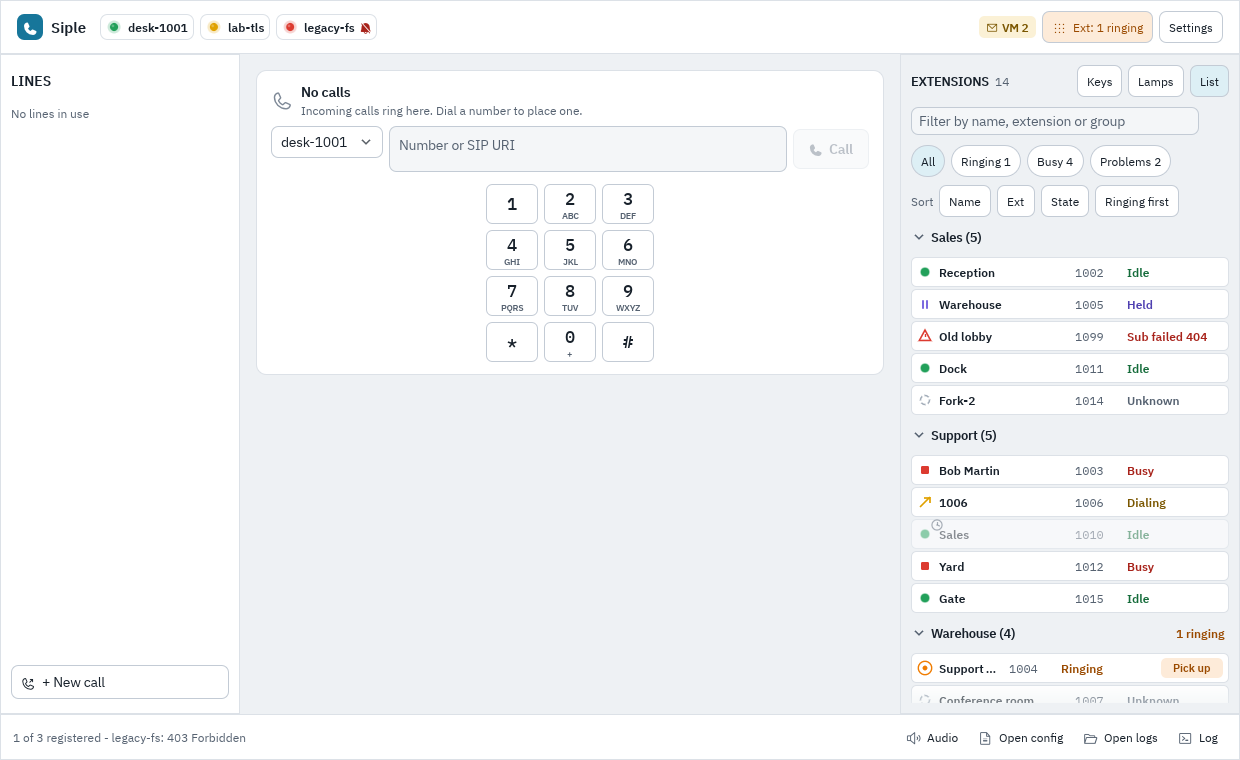 Siple
desk-1001
lab-tls
legacy-fs
VM 2
Ext: 1 ringing
Settings
LINES
No lines in use
+ New call
No calls
Incoming calls ring here. Dial a number to place one.
desk-1001
Number or SIP URI
Call
1
2 ABC
3 DEF
4 GHI
5 JKL
6 MNO
7 PQRS
8 TUV
9 WXYZ
*
0 +
#
EXTENSIONS 14
Keys
Lamps
List
Filter by name, extension or group
All
Ringing 1
Busy 4
Problems 2
Sort
Name
Ext
State
Ringing first
Sales (5)
Reception 1002 Idle
Warehouse 1005 Held
Old lobby 1099 Sub failed 404
Dock 1011 Idle
Fork-2 1014 Unknown
Support (5)
Bob Martin 1003 Busy
1006 1006 Dialing
Sales 1010 Idle
Yard 1012 Busy
Gate 1015 Idle
Warehouse (4) 1 ringing
Support ... 1004 Ringing Pick up
Conference room 1007 Unknown
1 of 3 registered - legacy-fs: 403 Forbidden
Audio
Open config
Open logs
Log